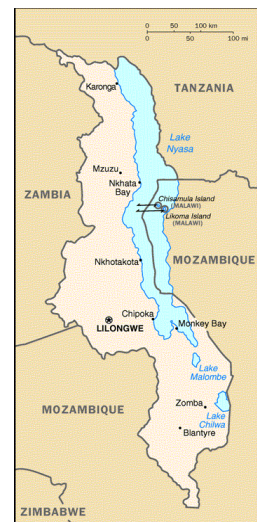 0 50 100 km
0 50 100 mi
Karonga
TANZANIA
Lake
Nyasa
Mzuzu
Nkhata
Bay
ZAMBIA
Chisamula Island
(MALAWI)
Likoma Island
(MALAWI)
Nkhotakota
MOZAMBIQUE
Chipoka
LILONGWE
Monkey Bay
Lake
Malombe
Zomba
Lake
Chilwa
MOZAMBIQUE
Blantyre
ZIMBABWE